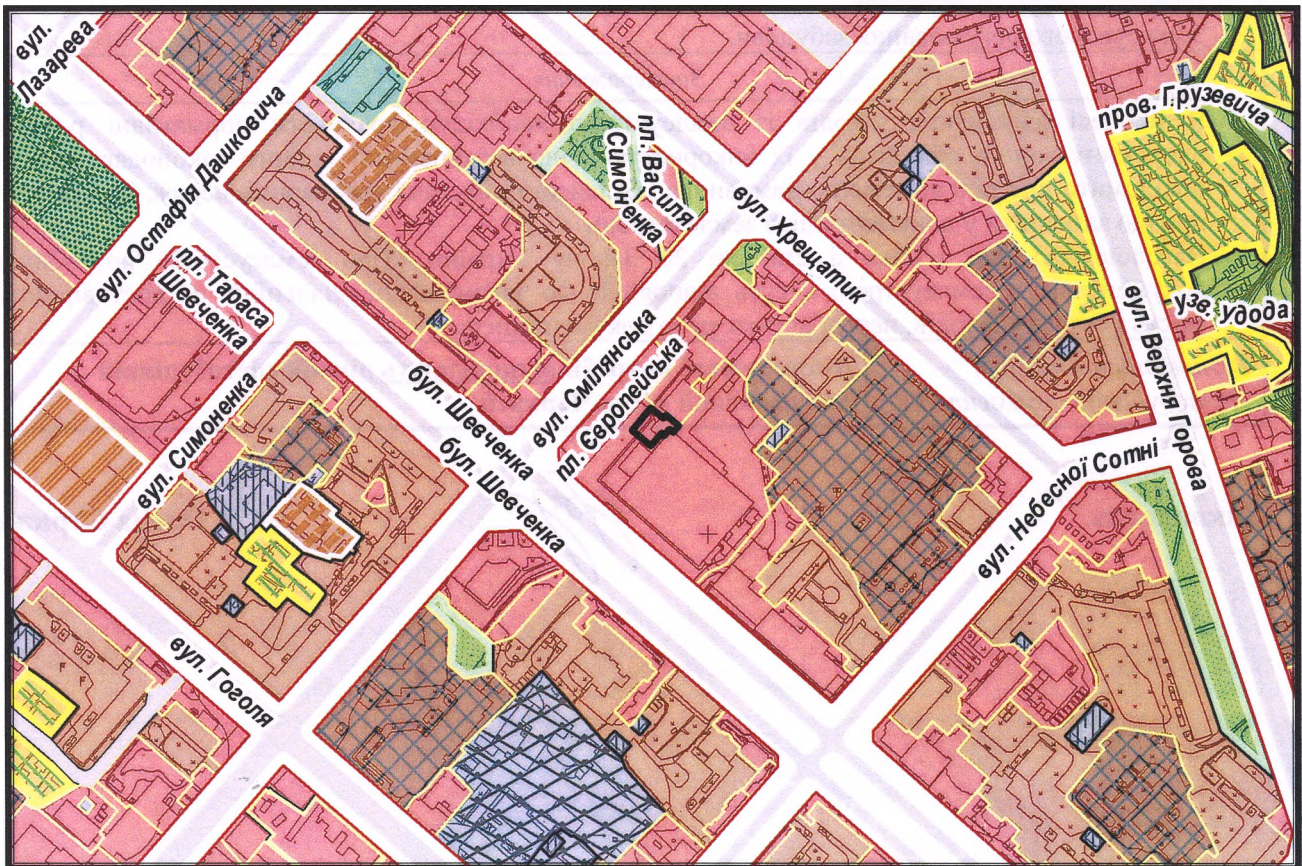 вул.
Лазарева
вул. Остафія Дашковича
пл. Василя
Симоненка
пров. Грузевича
вул. Хрещатик
пл. Тараса
Шевченка
вул. Верхня Горова
узв. Удода
вул. Смілянська
пл. Європейська
бул. Шевченка
бул. Шевченка
вул. Симоненка
вул. Небесної Сотні
вул. Гоголя